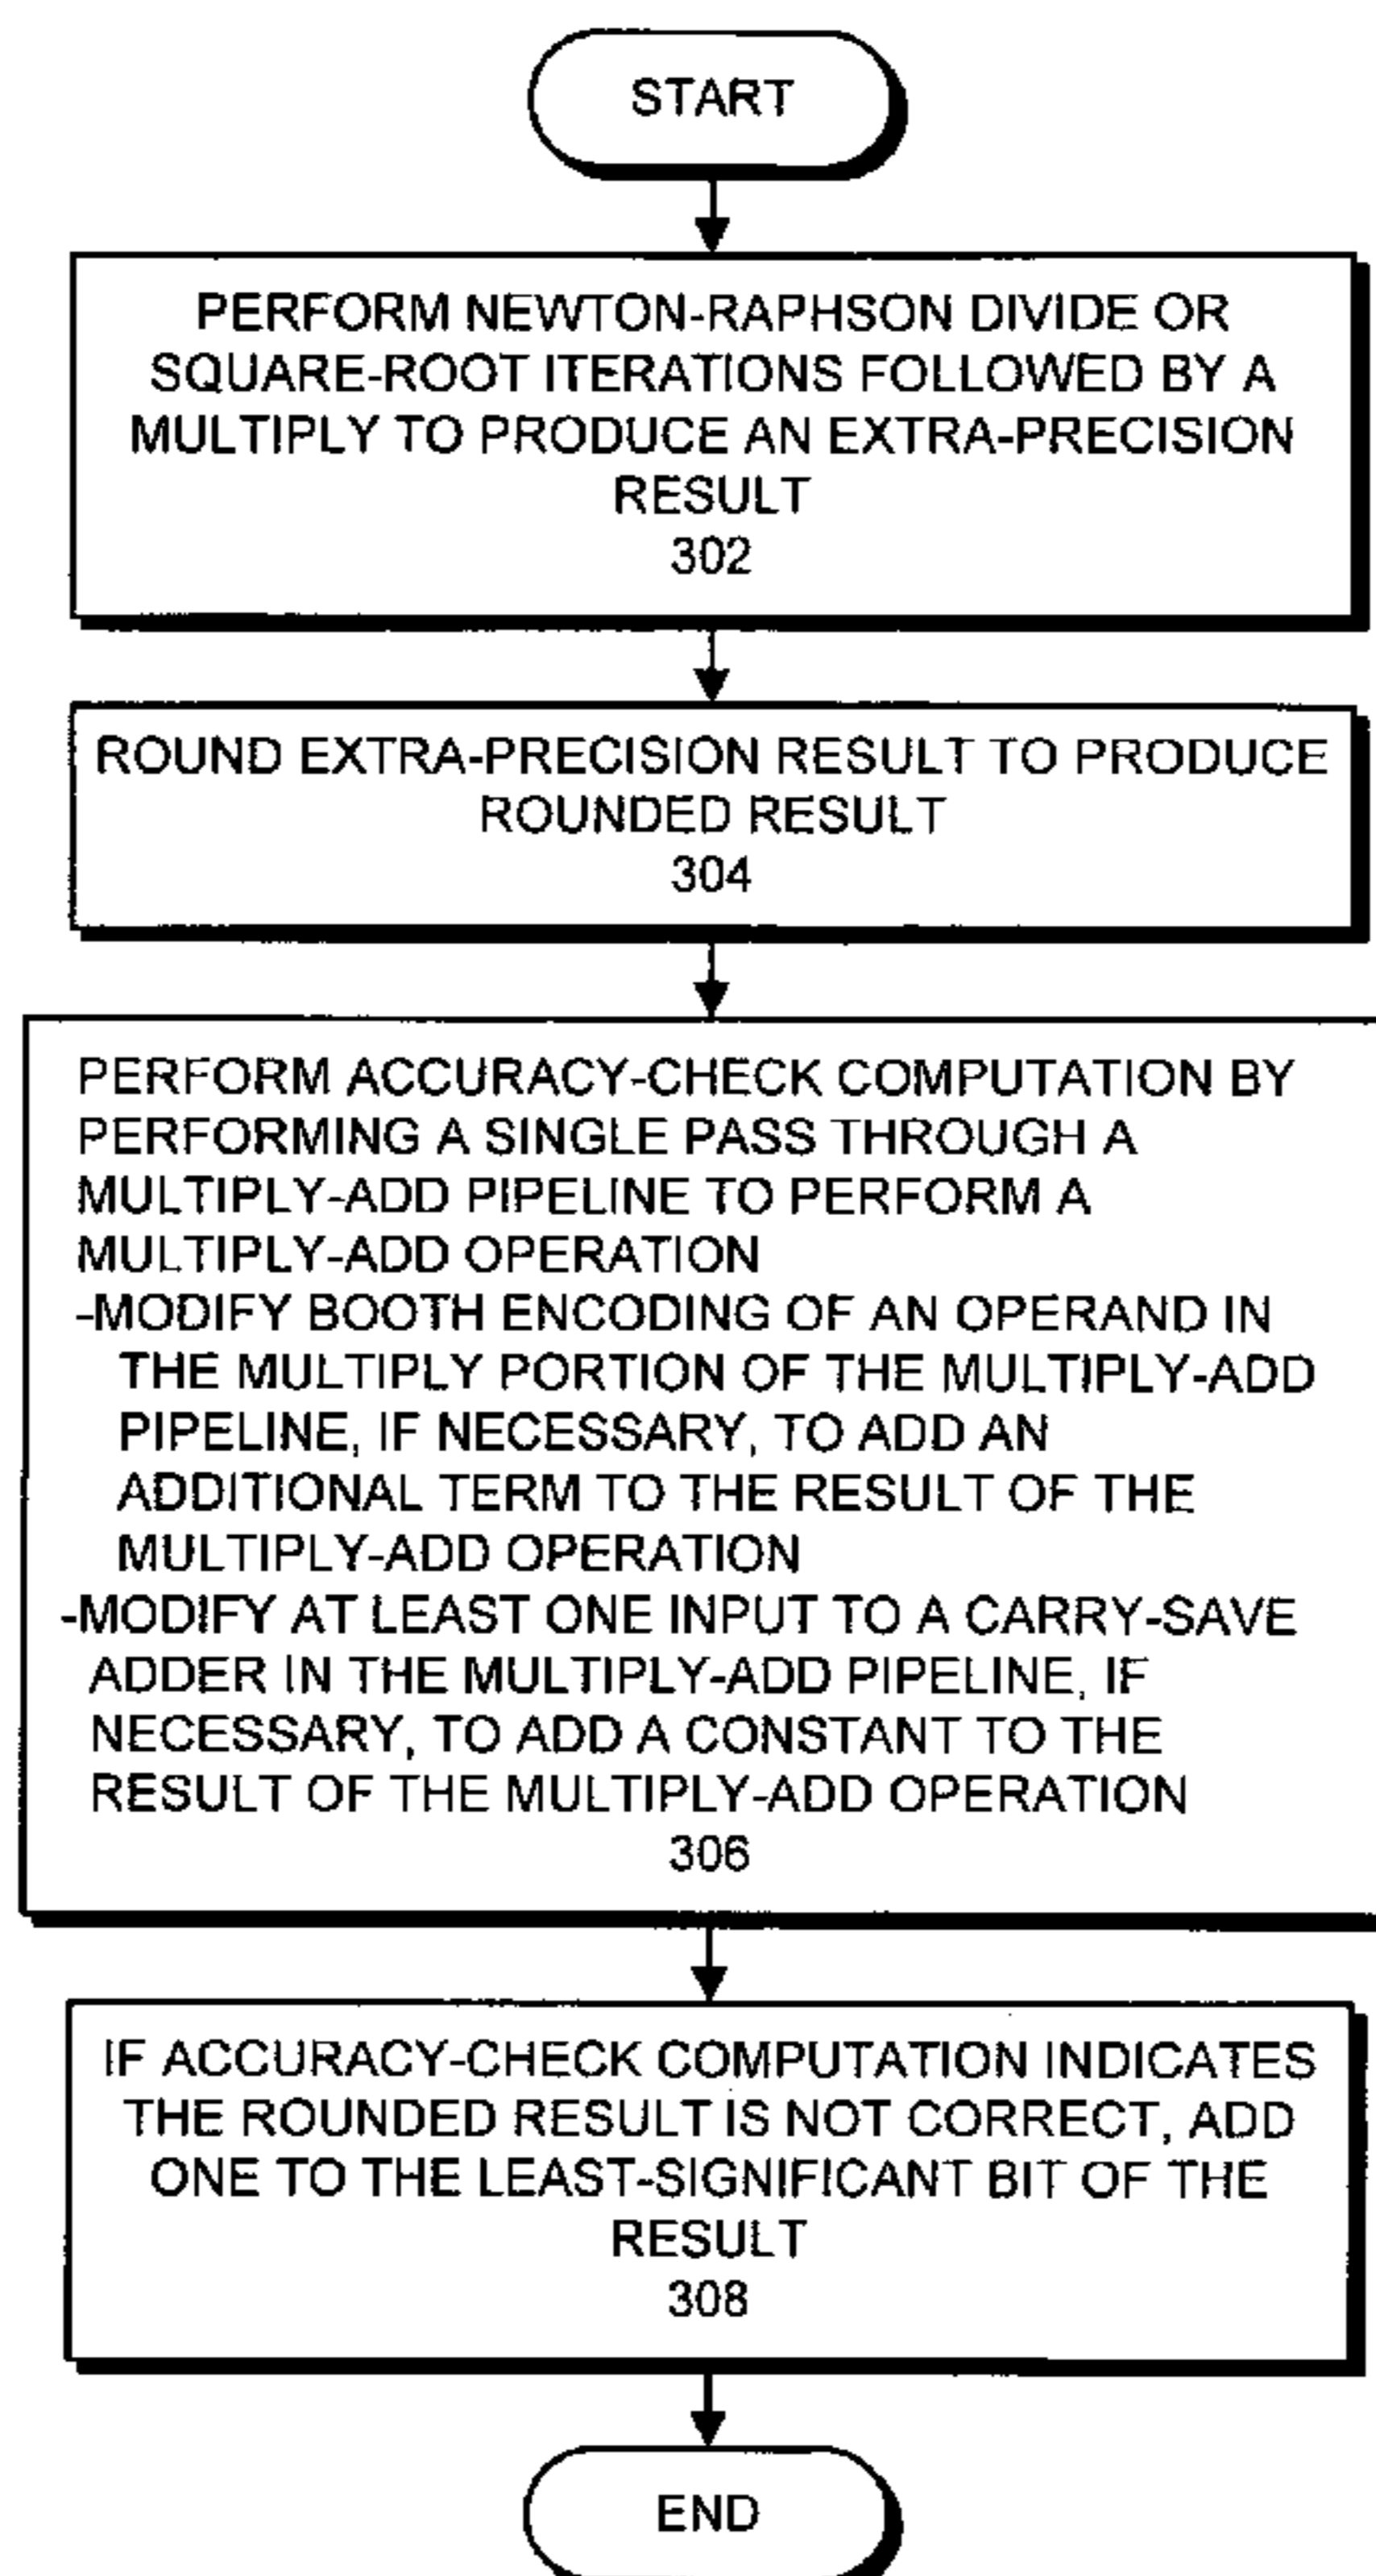 START
PERFORM NEWTON-RAPHSON DIVIDE OR
SQUARE-ROOT ITERATIONS FOLLOWED BY A
MULTIPLY TO PRODUCE AN EXTRA-PRECISION
RESULT
302
ROUND EXTRA-PRECISION RESULT TO PRODUCE
ROUNDED RESULT
304
PERFORM ACCURACY-CHECK COMPUTATION BY
PERFORMING A SINGLE PASS THROUGH A
MULTIPLY-ADD PIPELINE TO PERFORM A
MULTIPLY-ADD OPERATION
-MODIFY BOOTH ENCODING OF AN OPERAND IN
THE MULTIPLY PORTION OF THE MULTIPLY-ADD
PIPELINE, IF NECESSARY, TO ADD AN
ADDITIONAL TERM TO THE RESULT OF THE
MULTIPLY-ADD OPERATION
-MODIFY AT LEAST ONE INPUT TO A CARRY-SAVE
ADDER IN THE MULTIPLY-ADD PIPELINE, IF
NECESSARY, TO ADD A CONSTANT TO THE
RESULT OF THE MULTIPLY-ADD OPERATION
306
IF ACCURACY-CHECK COMPUTATION INDICATES
THE ROUNDED RESULT IS NOT CORRECT, ADD
ONE TO THE LEAST-SIGNIFICANT BIT OF THE
RESULT
308
END